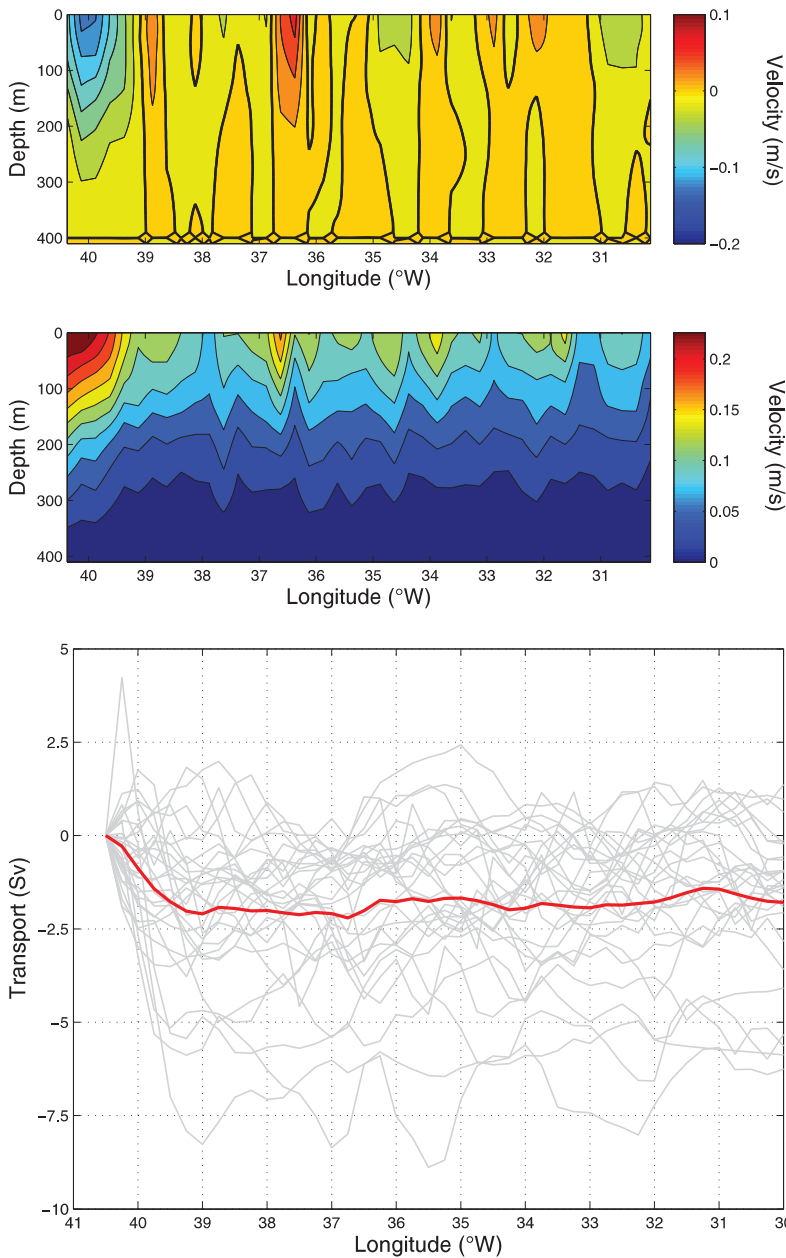 0
100
200
300
400
Depth (m)
40 39 38 37 36 35 34 33 32 31
Longitude (°W)
0.1
0
−0.1
−0.2
Velocity (m/s)
0
100
200
300
400
Depth (m)
40 39 38 37 36 35 34 33 32 31
Longitude (°W)
0.2
0.15
0.1
0.05
0
Velocity (m/s)
5
2.5
0
−2.5
−5
−7.5
−10
Transport (Sv)
41 40 39 38 37 36 35 34 33 32 31 30
Longitude (°W)